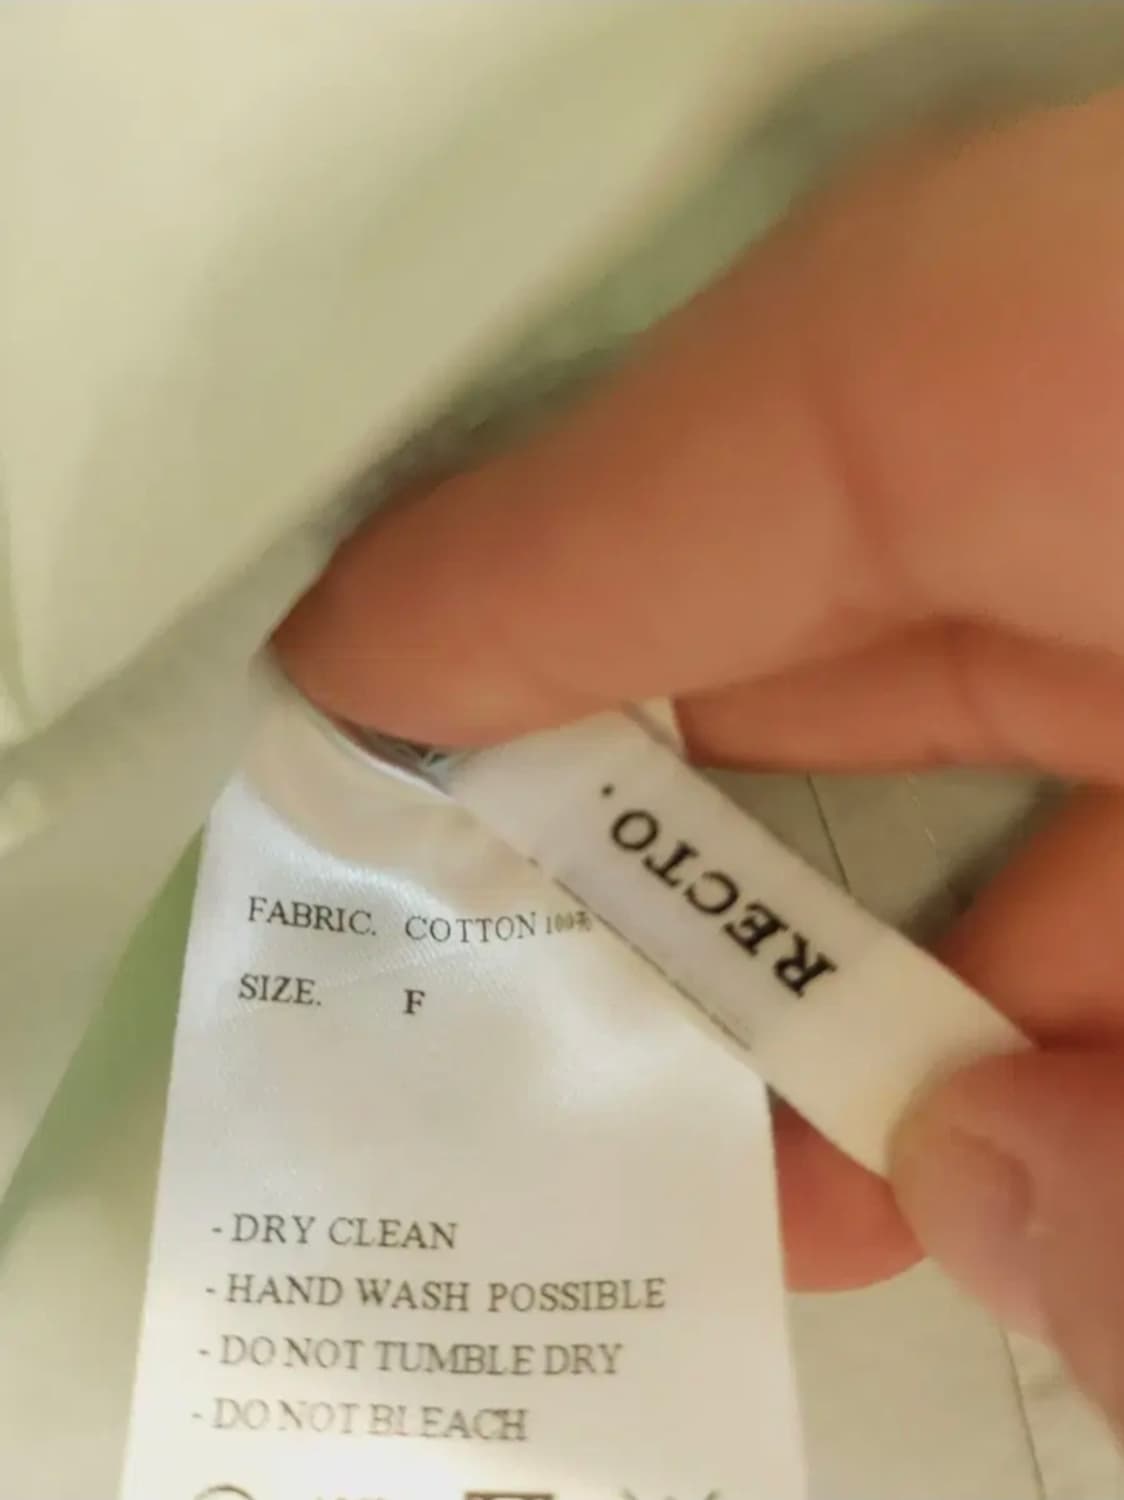 RECTO.
FABRIC. COTTON 100%
SIZE. F
- DRY CLEAN
- HAND WASH POSSIBLE
- DO NOT TUMBLE DRY
- DO NOT BLEACH